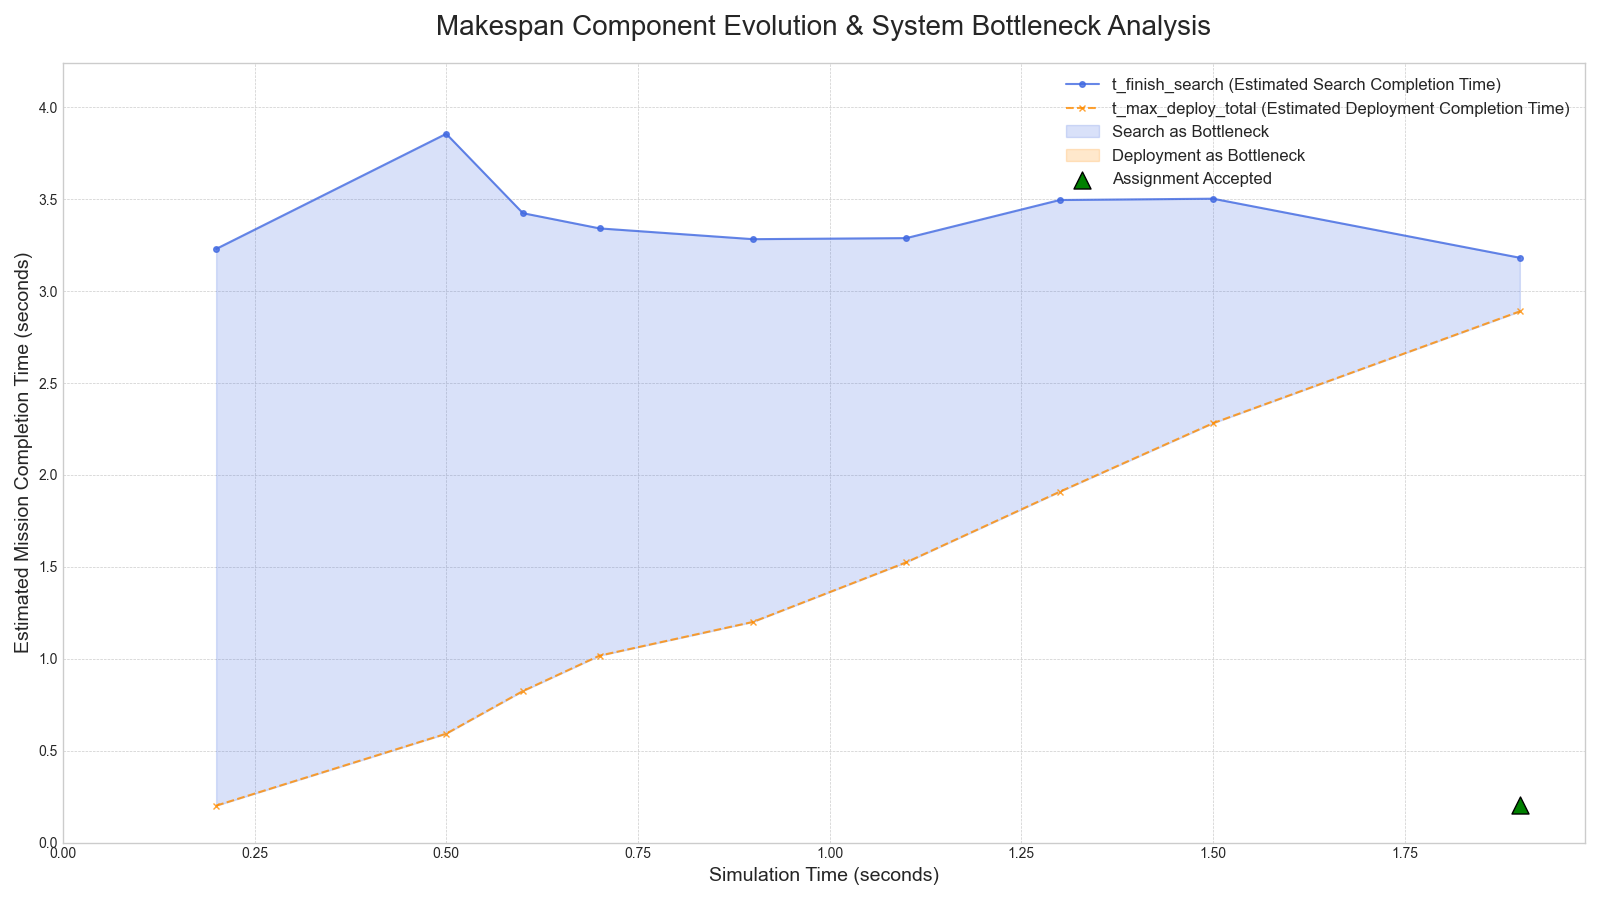 Makespan Component Evolution & System Bottleneck Analysis
t_finish_search (Estimated Search Completion Time)
t_max_deploy_total (Estimated Deployment Completion Time)
Search as Bottleneck
Deployment as Bottleneck
Assignment Accepted
Estimated Mission Completion Time (seconds)
4.0
3.5
3.0
2.5
2.0
1.5
1.0
0.5
0.0
0.00 0.25 0.50 0.75 1.00 1.25 1.50 1.75
Simulation Time (seconds)